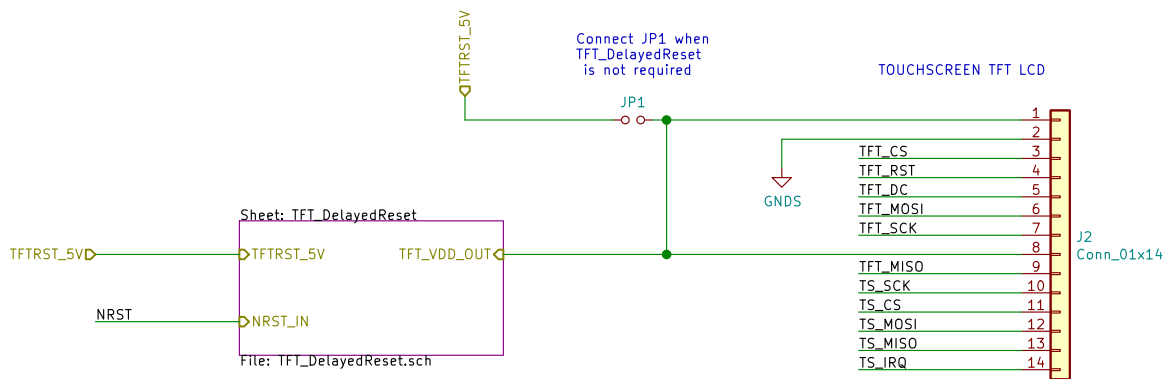 TFTRST_5V
Connect JP1 when
TFT_DelayedReset
is not required
TOUCHSCREEN TFT LCD
JP1
1
2
TFT_CS
3
TFT_RST
4
GNDS
TFT_DC
5
TFT_MOSI
6
TFT_SCK
7
J2
Conn_01x14
8
TFT_MISO
9
TS_SCK
10
TS_CS
11
TS_MOSI
12
TS_MISO
13
TS_IRQ
14
Sheet: TFT_DelayedReset
TFTRST_5V
TFTRST_5V
TFT_VDD_OUT
NRST
NRST_IN
File: TFT_DelayedReset.sch